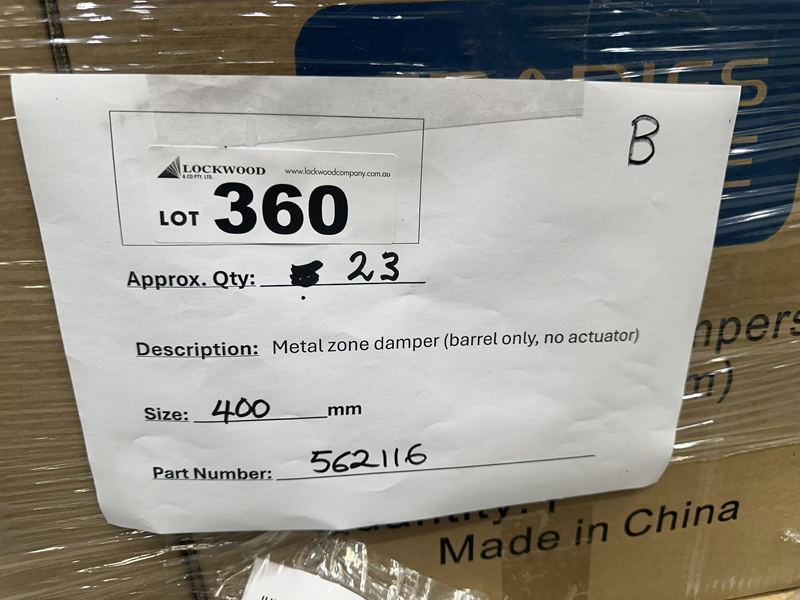 B
LOCKWOOD
& CO PTY. LTD.
www.lockwoodcompany.com.au
LOT 360
Approx. Qty: 23
Description: Metal zone damper (barrel only, no actuator)
Size: 400 mm
Part Number: 562116
Made in China